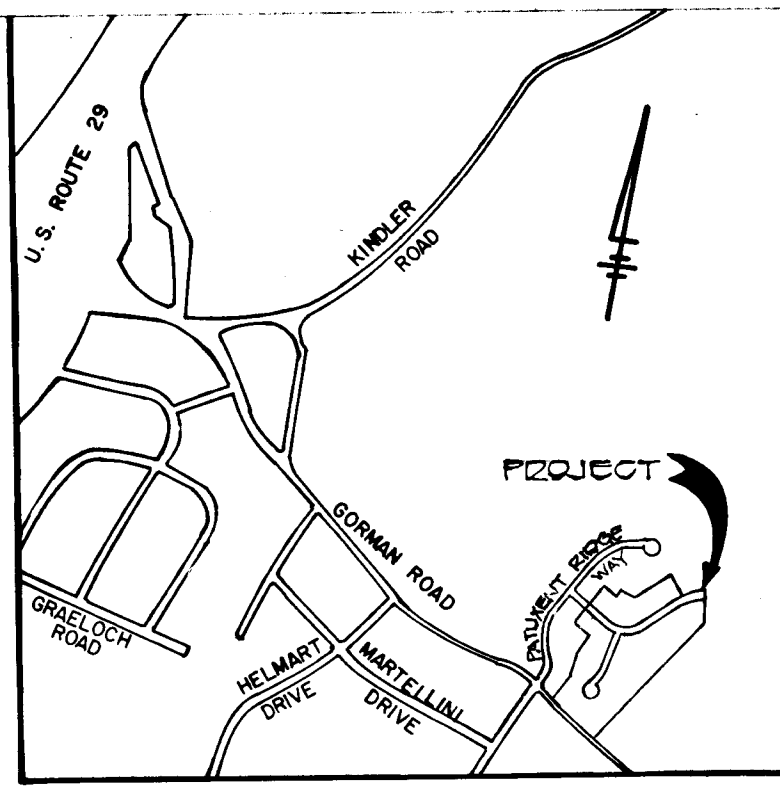 U.S. ROUTE 29
KINDLER
ROAD
PROJECT
GORMAN ROAD
PATUXENT RIDGE
WAY
GRAELOCH
ROAD
HELMART
DRIVE
MARTELLINI
DRIVE